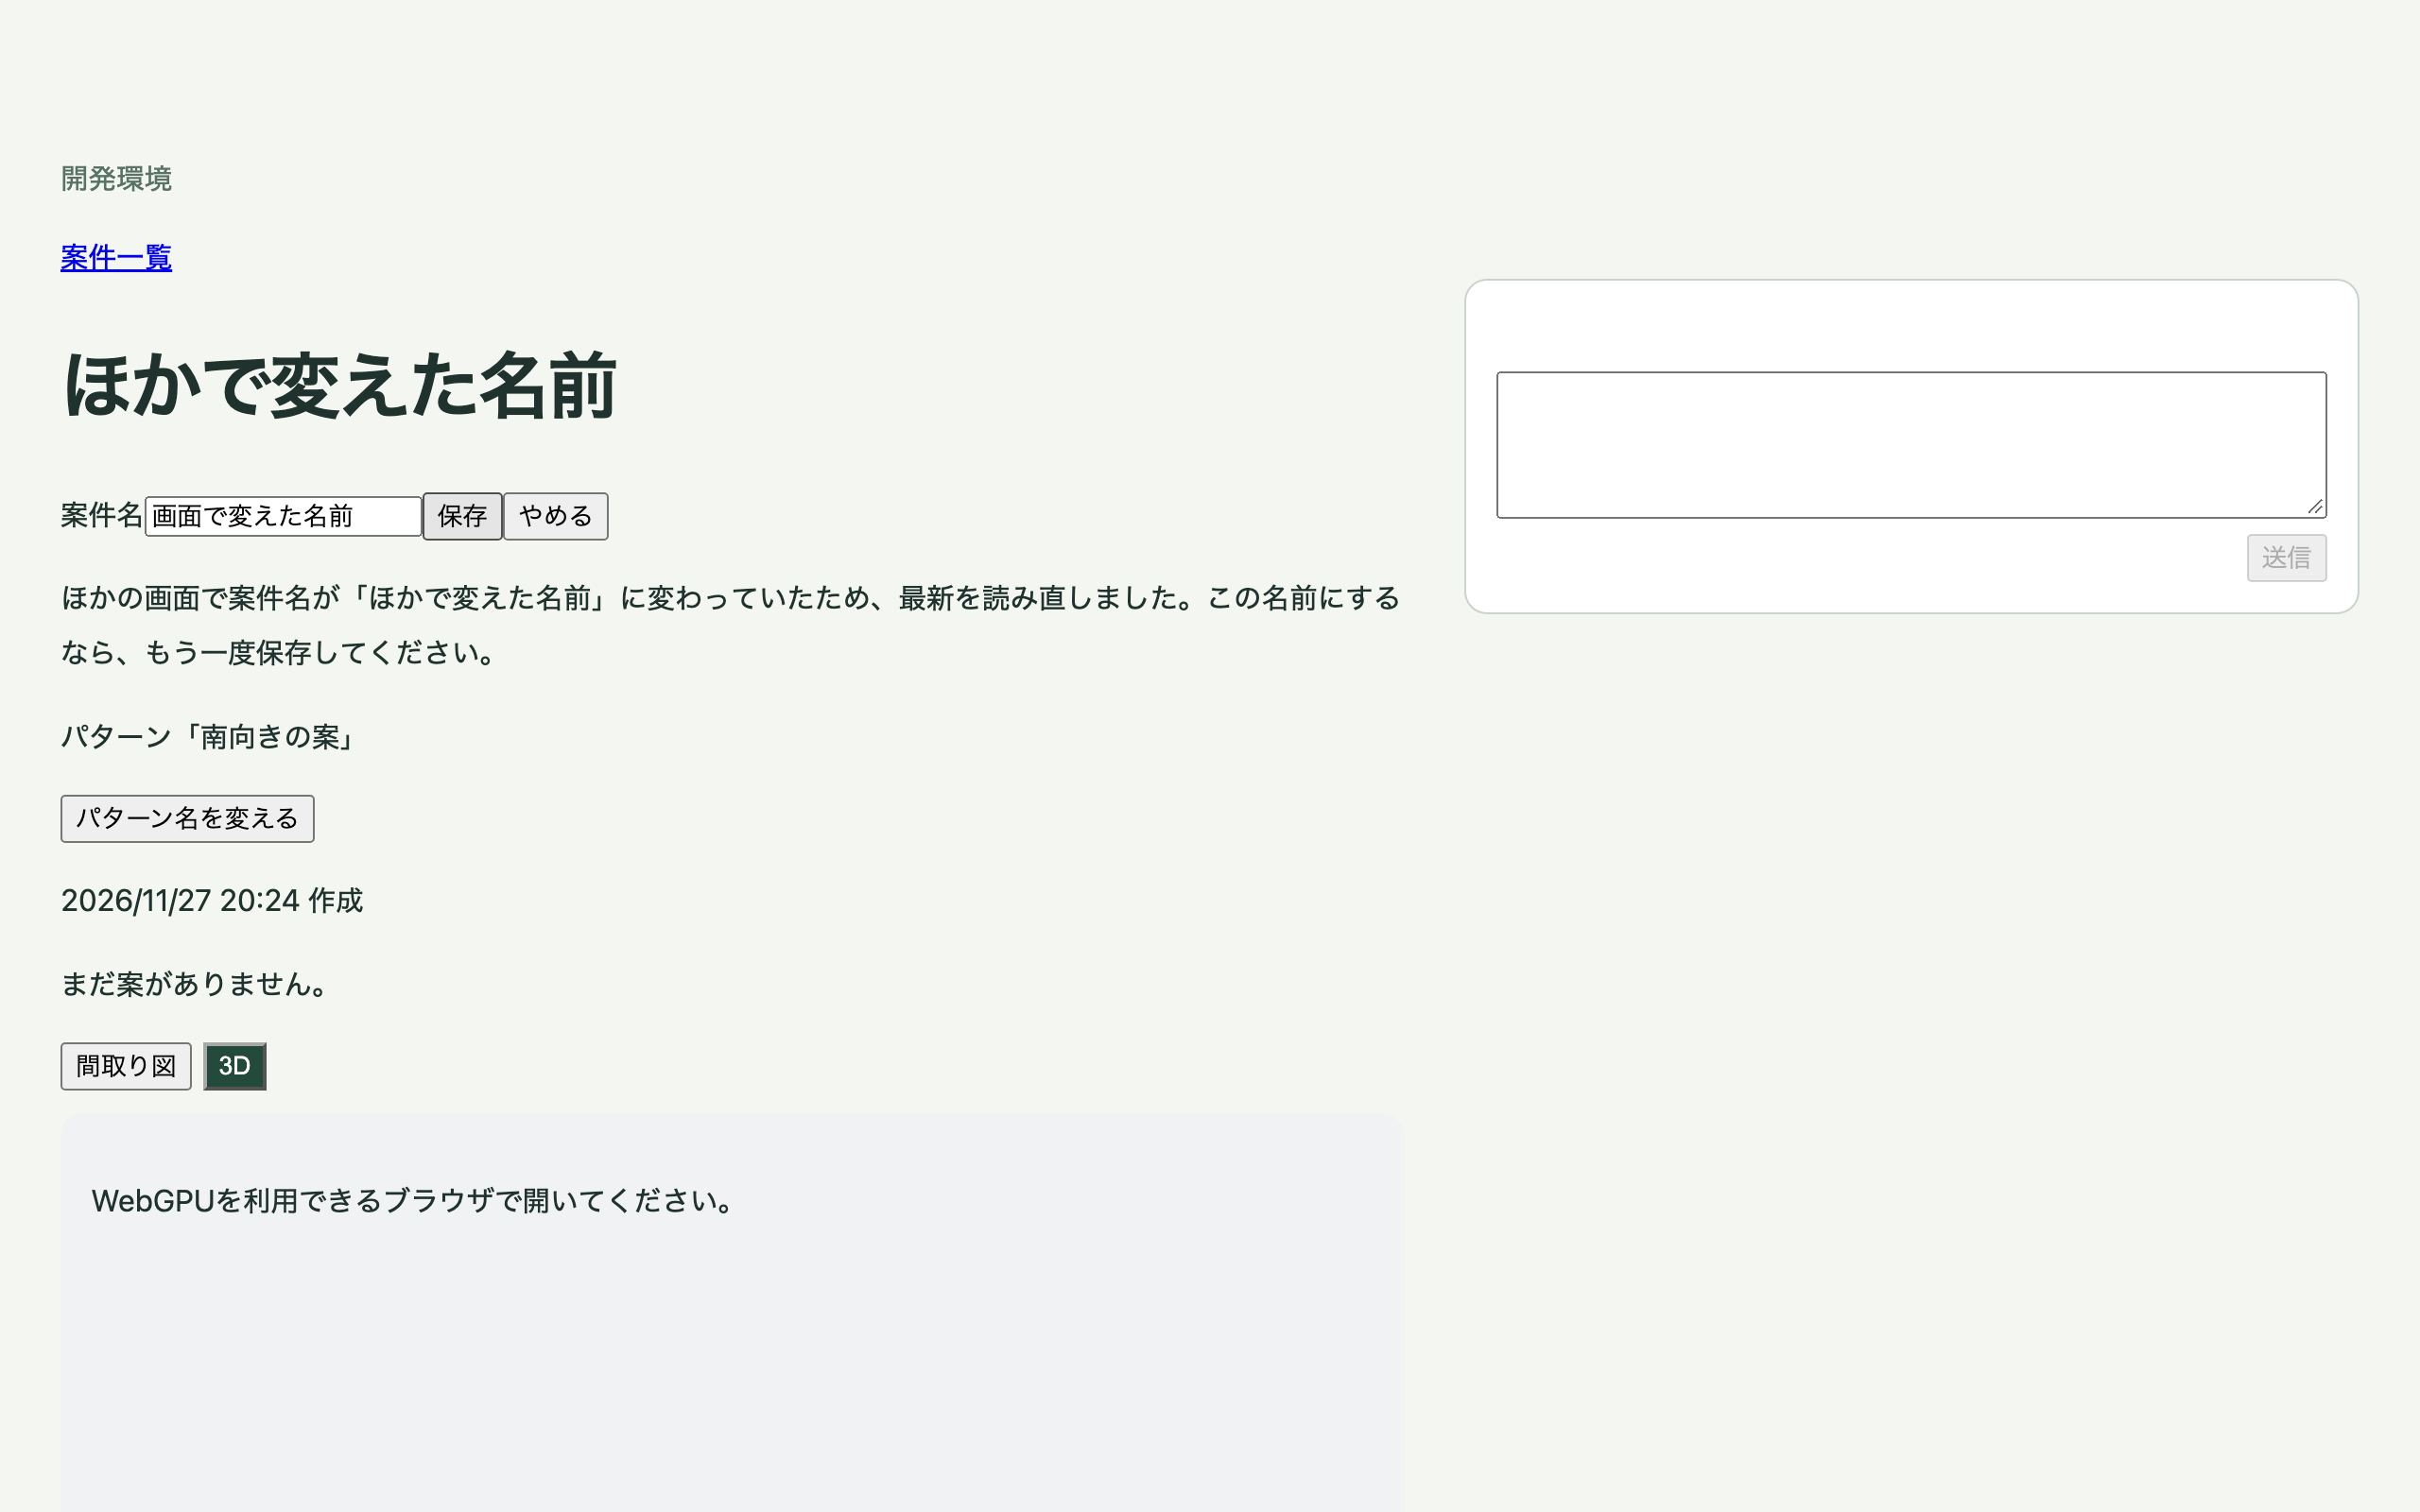 開発環境
案件一覧
ほかで変えた名前
案件名 画面で変えた名前 保存 やめる
ほかの画面で案件名が「ほかで変えた名前」に変わっていたため、最新を読み直しました。この名前にする
なら、もう一度保存してください。
送信
パターン「南向きの案」
パターン名を変える
2026/11/27 20:24 作成
まだ案がありません。
間取り図 3D
WebGPUを利用できるブラウザで開いてください。